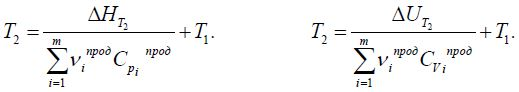 T₂ = ΔH_{T₂} / ∑_{i=1}^{m} ν_i^{прод} C_{p_i}^{прод} + T₁.
T₂ = ΔU_{T₂} / ∑_{i=1}^{m} ν_i^{прод} C_{V_i}^{прод} + T₁.